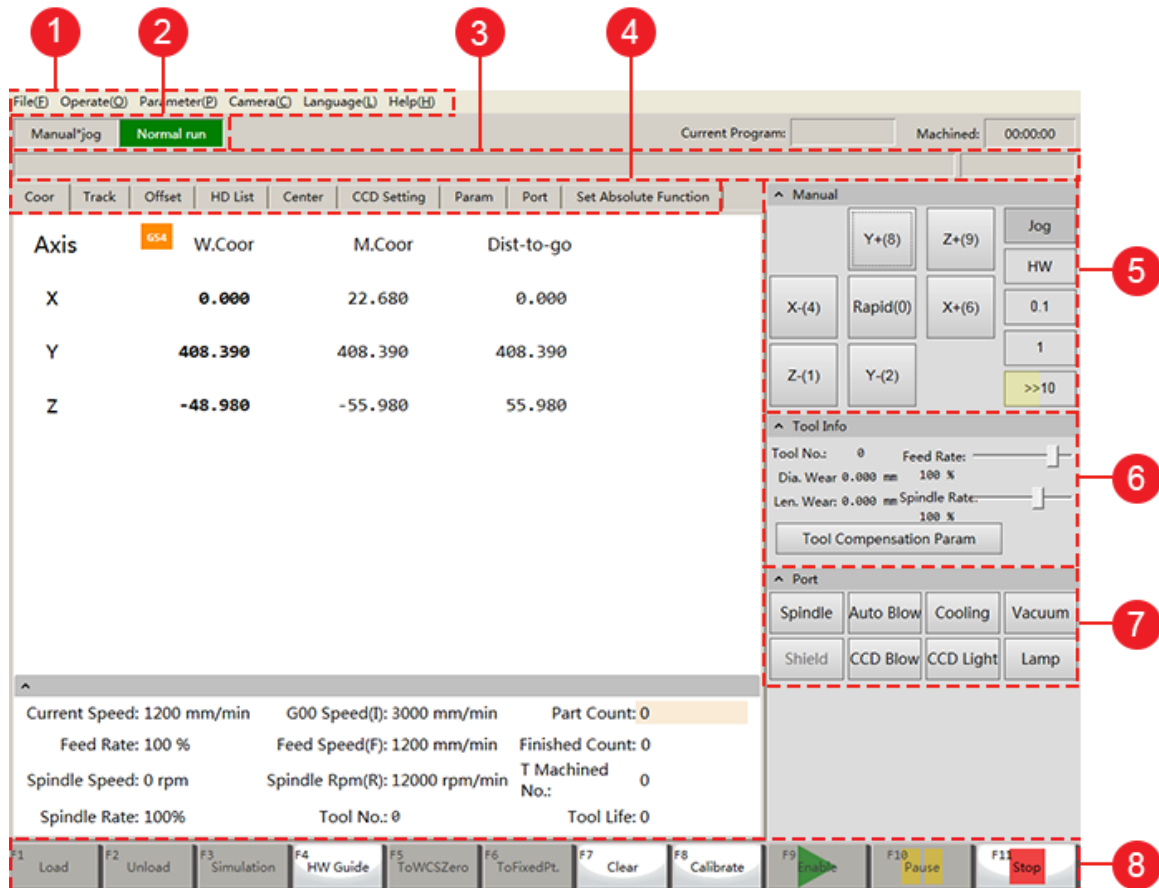 1 2 3 4
File(F) Operate(O) Parameter(P) Camera(C) Language(L) Help(H)
Manual*jog Normal run Current Program: Machined: 00:00:00
Coor Track Offset HD List Center CCD Setting Param Port Set Absolute Function
Axis G54 W.Coor M.Coor Dist-to-go
X 0.000 22.680 0.000
Y 408.390 408.390 408.390
Z -48.980 -55.980 55.980
Manual
Y+(8) Z+(9) Jog
HW
X-(4) Rapid(0) X+(6) 0.1
1
Z-(1) Y-(2) >>10
5
Tool Info
Tool No.: 0 Feed Rate:
Dia. Wear 0.000 mm 100 %
Len. Wear: 0.000 mm Spindle Rate:
100 %
Tool Compensation Param
6
Port
Spindle Auto Blow Cooling Vacuum
Shield CCD Blow CCD Light Lamp
7
Current Speed: 1200 mm/min G00 Speed(I): 3000 mm/min Part Count: 0
Feed Rate: 100 % Feed Speed(F): 1200 mm/min Finished Count: 0
Spindle Speed: 0 rpm Spindle Rpm(R): 12000 rpm/min T Machined No.: 0
Spindle Rate: 100% Tool No.: 0 Tool Life: 0
F1 Load F2 Unload F3 Simulation F4 HW Guide F5 ToWCSZero F6 ToFixedPt. F7 Clear F8 Calibrate F9 Enable F10 Pause F11 Stop
8